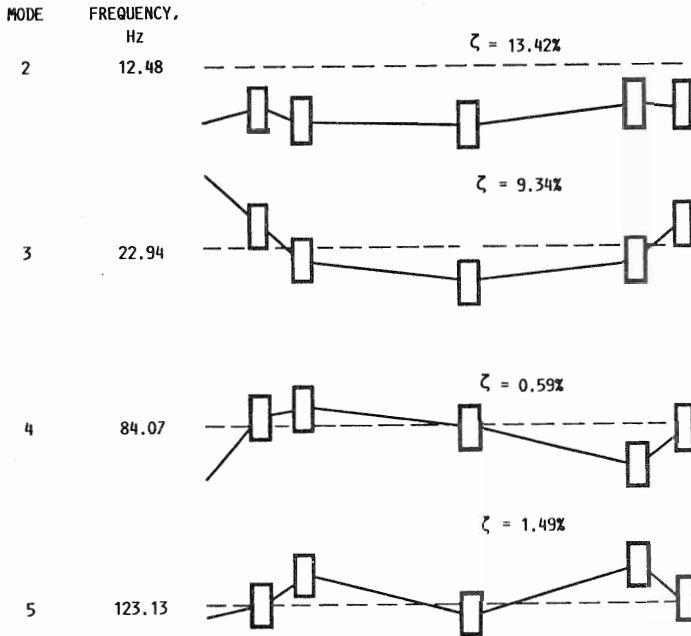 MODE FREQUENCY,
Hz
ζ = 13.42%
2 12.48
ζ = 9.34%
3 22.94
ζ = 0.59%
4 84.07
ζ = 1.49%
5 123.13